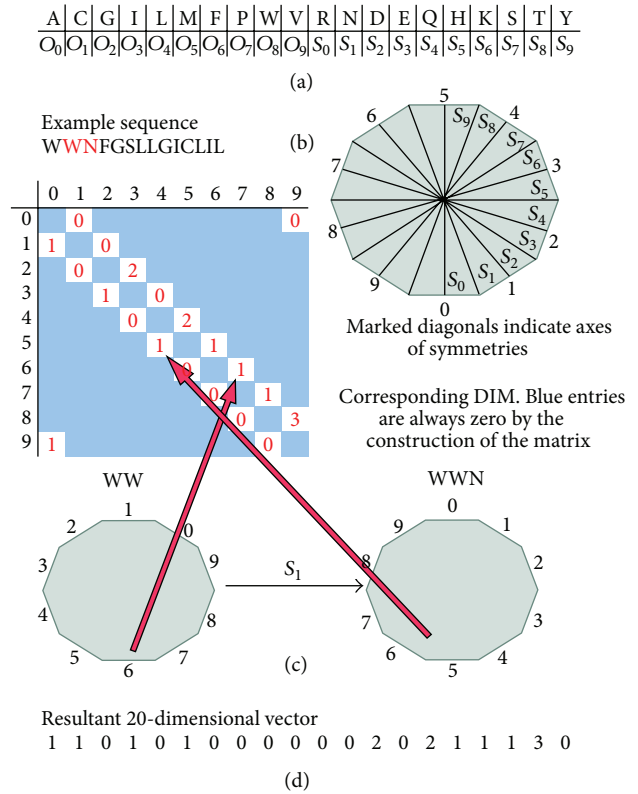 A C G I L M F P W V R N D E Q H K S T Y
O0 O1 O2 O3 O4 O5 O6 O7 O8 O9 S0 S1 S2 S3 S4 S5 S6 S7 S8 S9
(a)
Example sequence
WWNFGSLLGICLIL
0 1 2 3 4 5 6 7 8 9
0 0 0
1 1 0
2 0 2
3 1 0
4 0 2
5 1 1
6 0 1
7 0 1
8 0 3
9 1 0
(b)
5
6 S9 S8 4
S7
7 S6 3
S5
8 S4 2
S3
9 S0 S1 S2 1
0
Marked diagonals indicate axes
of symmetries
Corresponding DIM. Blue entries
are always zero by the
construction of the matrix
WW
1
2 0
3 9
4 8
5 7
6
S1
WWN
0
9 1
8 2
7 3
6 4
5
(c)
Resultant 20-dimensional vector
1 1 0 1 0 1 0 0 0 0 0 0 2 0 2 1 1 1 3 0
(d)